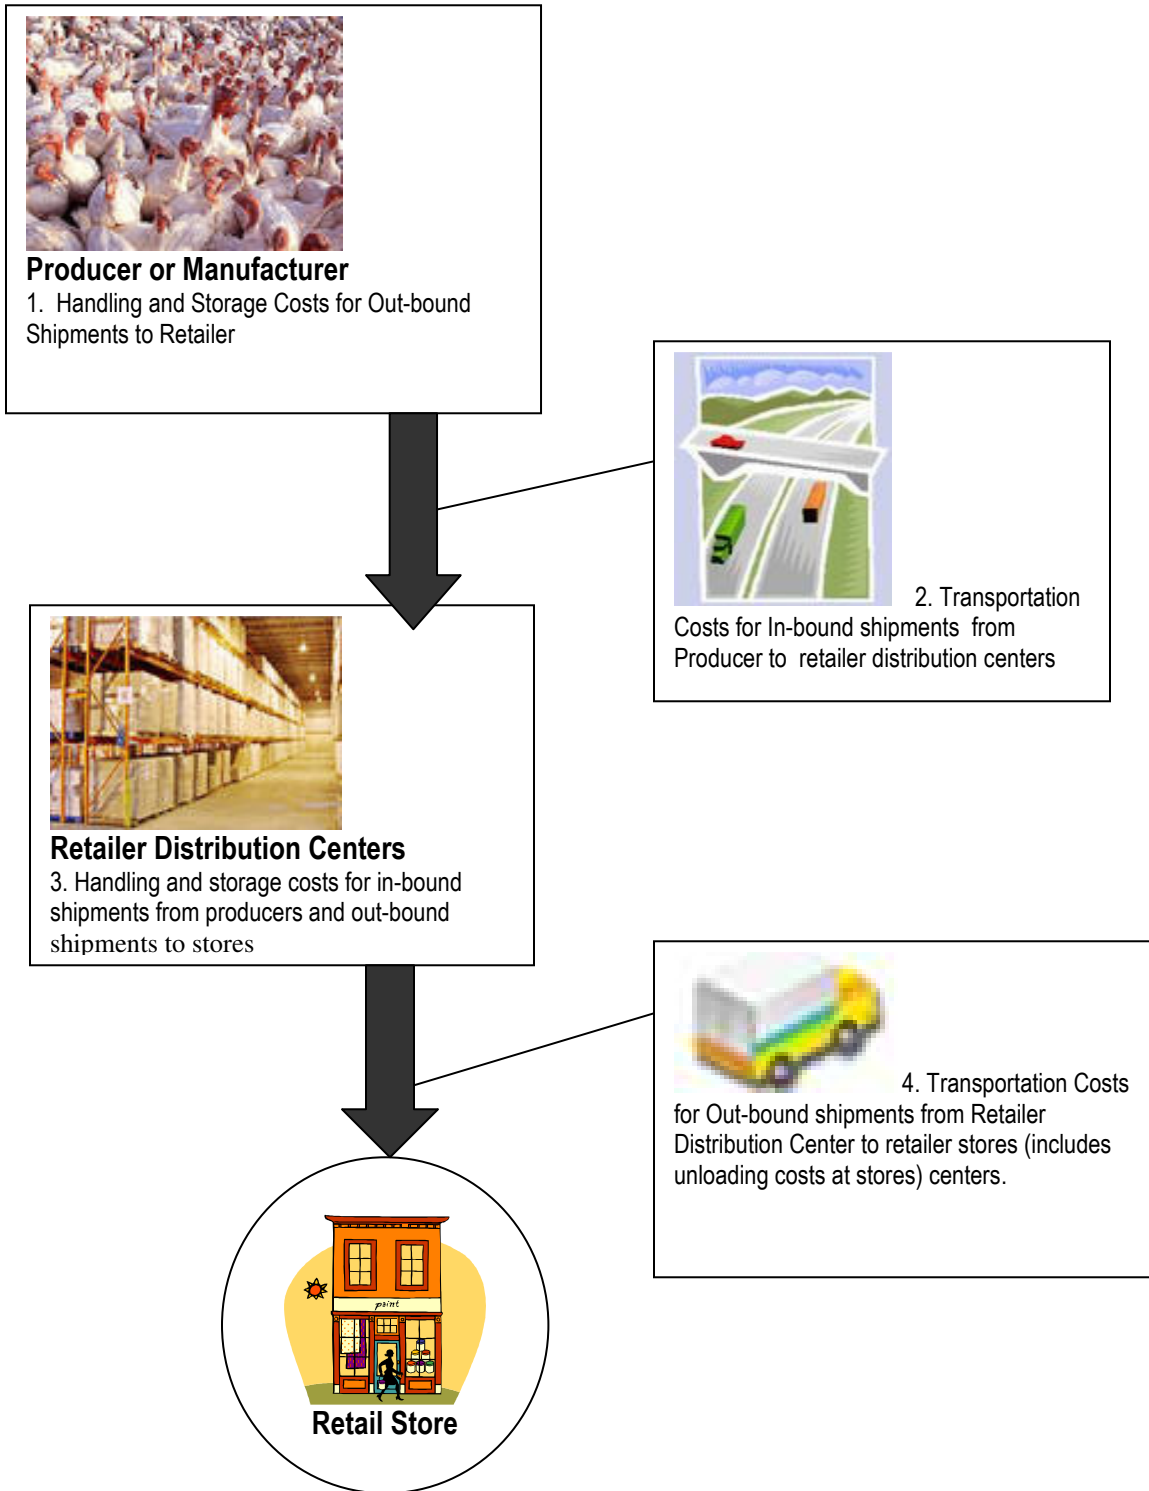 Producer or Manufacturer
1. Handling and Storage Costs for Out-bound
Shipments to Retailer
2. Transportation
Costs for In-bound shipments from
Producer to retailer distribution centers
Retailer Distribution Centers
3. Handling and storage costs for in-bound
shipments from producers and out-bound
shipments to stores
4. Transportation Costs
for Out-bound shipments from Retailer
Distribution Center to retailer stores (includes
unloading costs at stores) centers.
paint
Retail Store